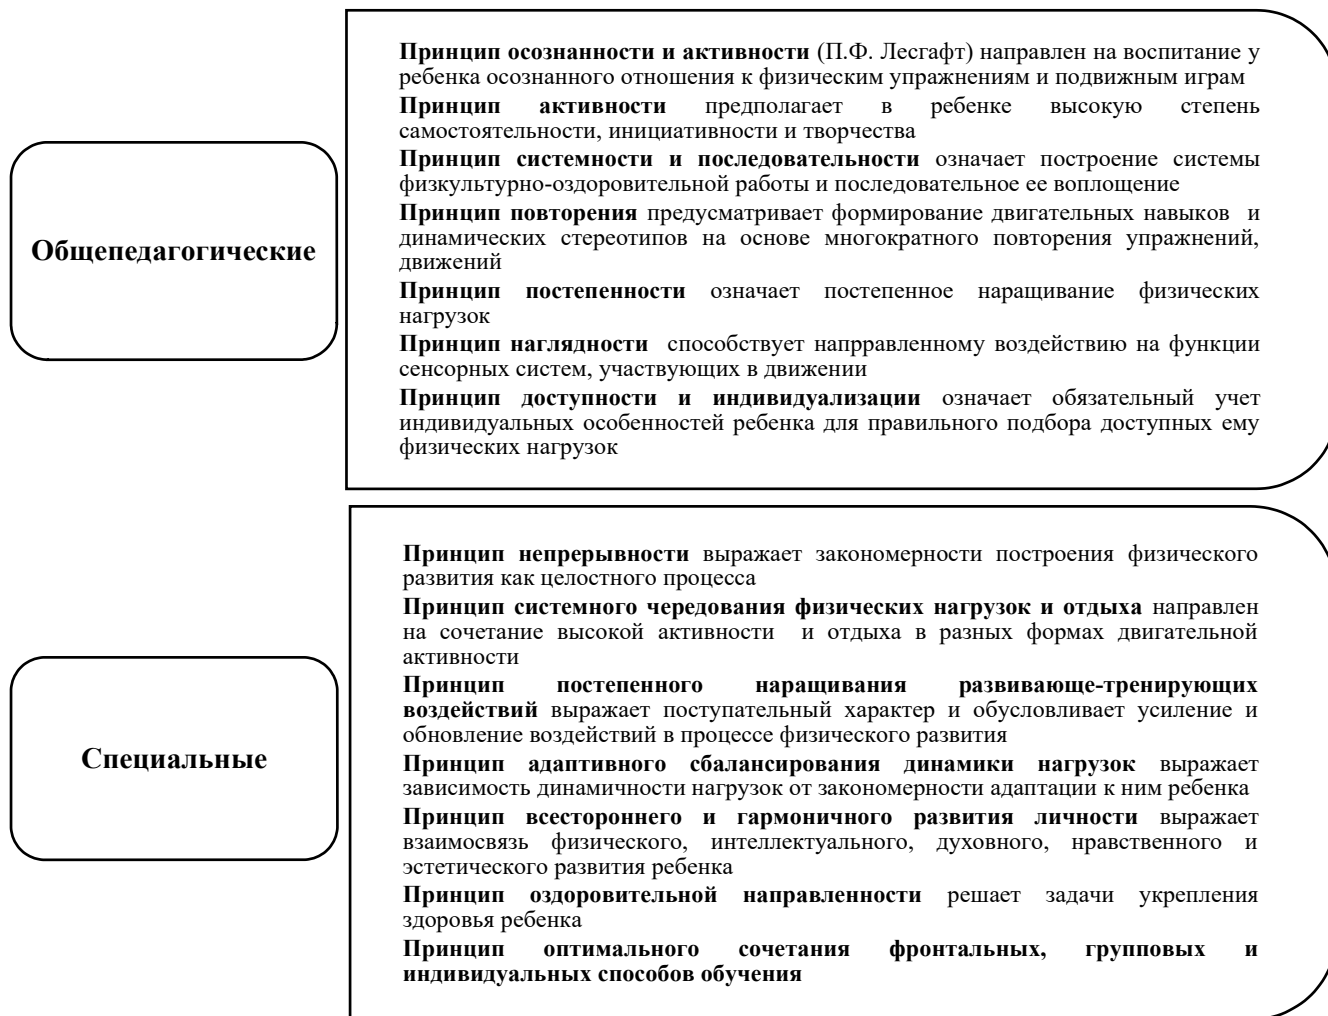 Общепедагогические
Принцип осознанности и активности (П.Ф. Лесгафт) направлен на воспитание у
ребенка осознанного отношения к физическим упражнениям и подвижным играм
Принцип активности предполагает в ребенке высокую степень
самостоятельности, инициативности и творчества
Принцип системности и последовательности означает построение системы
физкультурно-оздоровительной работы и последовательное ее воплощение
Принцип повторения предусматривает формирование двигательных навыков и
динамических стереотипов на основе многократного повторения упражнений,
движений
Принцип постепенности означает постепенное наращивание физических
нагрузок
Принцип наглядности способствует напрравленному воздействию на функции
сенсорных систем, участвующих в движении
Принцип доступности и индивидуализации означает обязательный учет
индивидуальных особенностей ребенка для правильного подбора доступных ему
физических нагрузок
Специальные
Принцип непрерывности выражает закономерности построения физического
развития как целостного процесса
Принцип системного чередования физических нагрузок и отдыха направлен
на сочетание высокой активности и отдыха в разных формах двигательной
активности
Принцип постепенного наращивания развивающе-тренирующих
воздействий выражает поступательный характер и обусловливает усиление и
обновление воздействий в процессе физического развития
Принцип адаптивного сбалансирования динамики нагрузок выражает
зависимость динамичности нагрузок от закономерности адаптации к ним ребенка
Принцип всестороннего и гармоничного развития личности выражает
взаимосвязь физического, интеллектуального, духовного, нравственного и
эстетического развития ребенка
Принцип оздоровительной направленности решает задачи укрепления
здоровья ребенка
Принцип оптимального сочетания фронтальных, групповых и
индивидуальных способов обучения